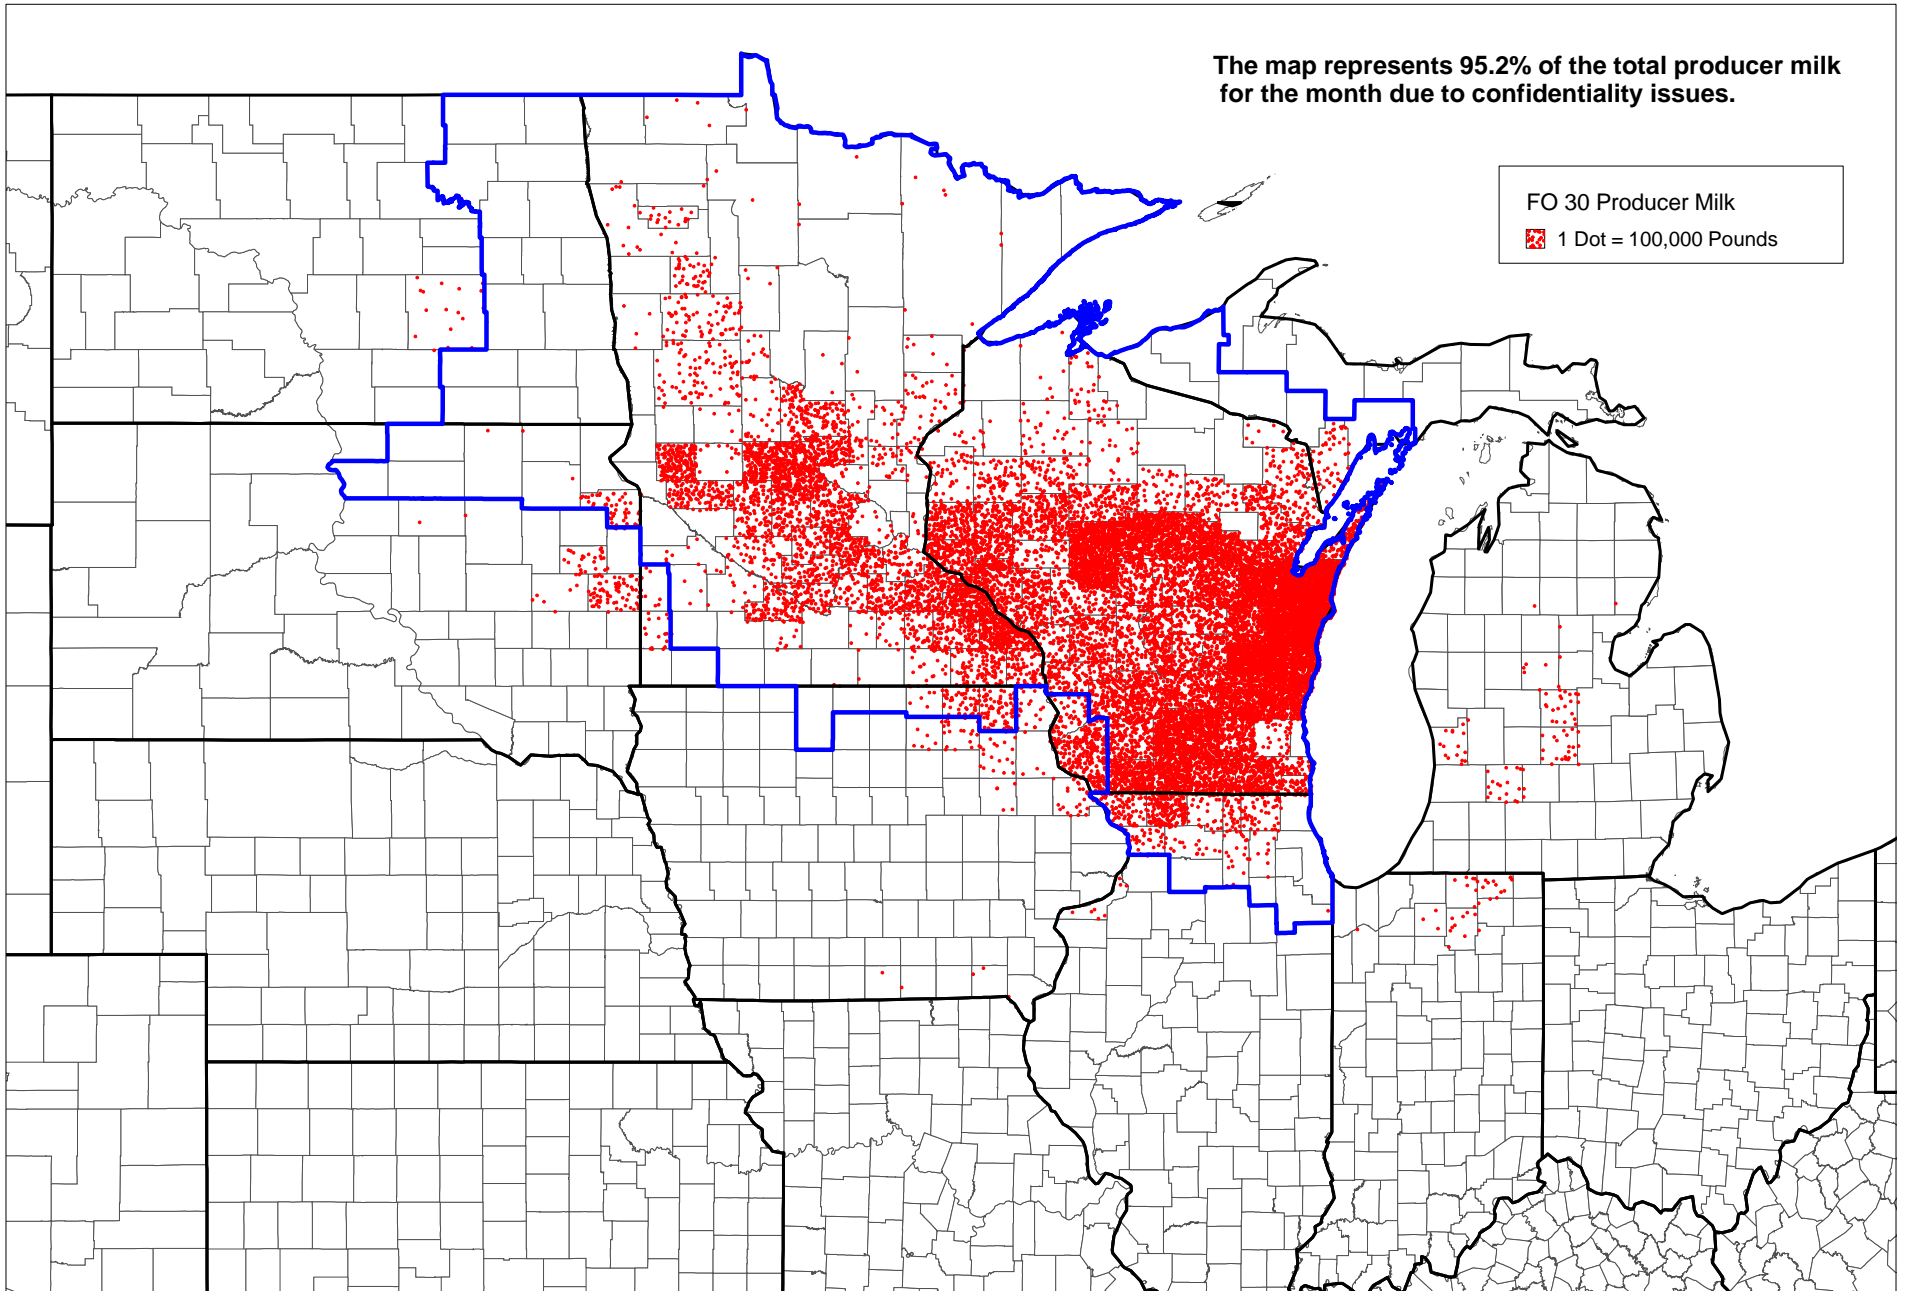 The map represents 95.2% of the total producer milk
for the month due to confidentiality issues.
FO 30 Producer Milk
1 Dot = 100,000 Pounds